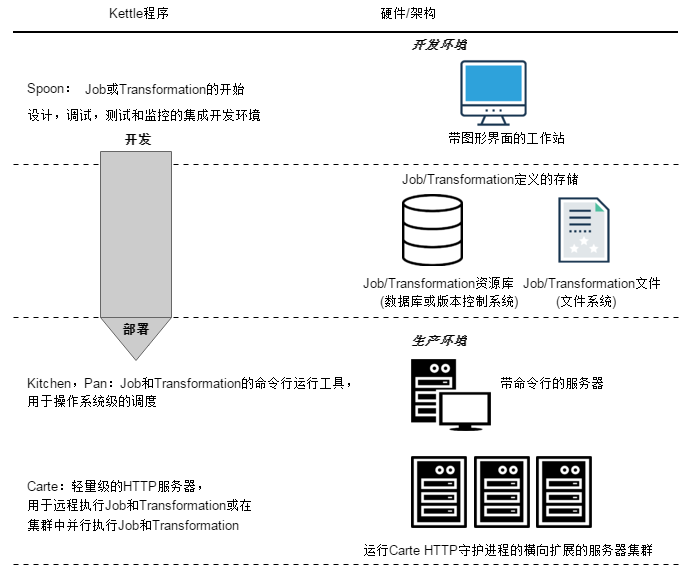 Kettle程序
硬件/架构
开发环境
Spoon： Job或Transformation的开始
设计，调试，测试和监控的集成开发环境
带图形界面的工作站
开发
Job/Transformation定义的存储
Job/Transformation资源库
(数据库或版本控制系统)
Job/Transformation文件
(文件系统)
部署
生产环境
Kitchen，Pan：Job和Transformation的命令行运行工具，
用于操作系统级的调度
带命令行的服务器
Carte：轻量级的HTTP服务器，
用于远程执行Job和Transformation或在
集群中并行执行Job和Transformation
运行Carte HTTP守护进程的横向扩展的服务器集群